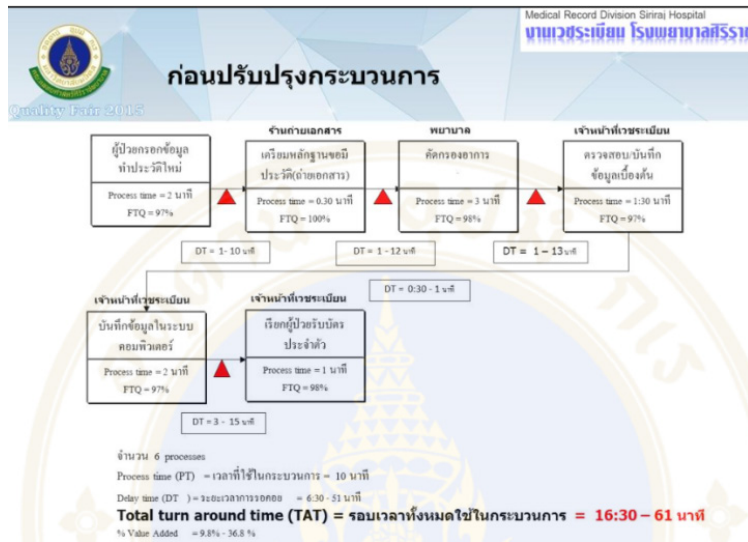 Medical Record Division Siriraj Hospital
งานเวชระเบียน โรงพยาบาลศิริราช
ก่อนปรับปรุงกระบวนการ
Quality Fair 2015
ผู้ป่วยกรอกข้อมูล
ทำประวัติใหม่
Process time = 2 นาที
FTQ = 97%
ร้านถ่ายเอกสาร
เตรียมหลักฐานขอมี
ประวัติ(ถ่ายเอกสาร)
Process time = 0.30 นาที
FTQ = 100%
พยาบาล
คัดกรองอาการ
Process time = 3 นาที
FTQ = 98%
เจ้าหน้าที่เวชระเบียน
ตรวจสอบ/บันทึก
ข้อมูลเบื้องต้น
Process time = 1:30 นาที
FTQ = 97%
DT = 1- 10 นาที
DT = 1 -12 นาที
DT = 1 – 13 นาที
DT = 0:30 - 1 นาที
เจ้าหน้าที่เวชระเบียน
บันทึกข้อมูลในระบบ
คอมพิวเตอร์
Process time = 2 นาที
FTQ = 97%
เจ้าหน้าที่เวชระเบียน
เรียกผู้ป่วยรับบัตร
ประจำตัว
Process time = 1 นาที
FTQ = 98%
DT = 3 - 15 นาที
จำนวน 6 processes
Process time (PT) = เวลาที่ใช้ในกระบวนการ = 10 นาที
Delay time (DT ) = ระยะเวลาการรอคอย = 6:30 - 51 นาที
Total turn around time (TAT) = รอบเวลาทั้งหมดใช้ในกระบวนการ = 16:30 – 61 นาที
% Value Added = 9.8% - 36.8 %